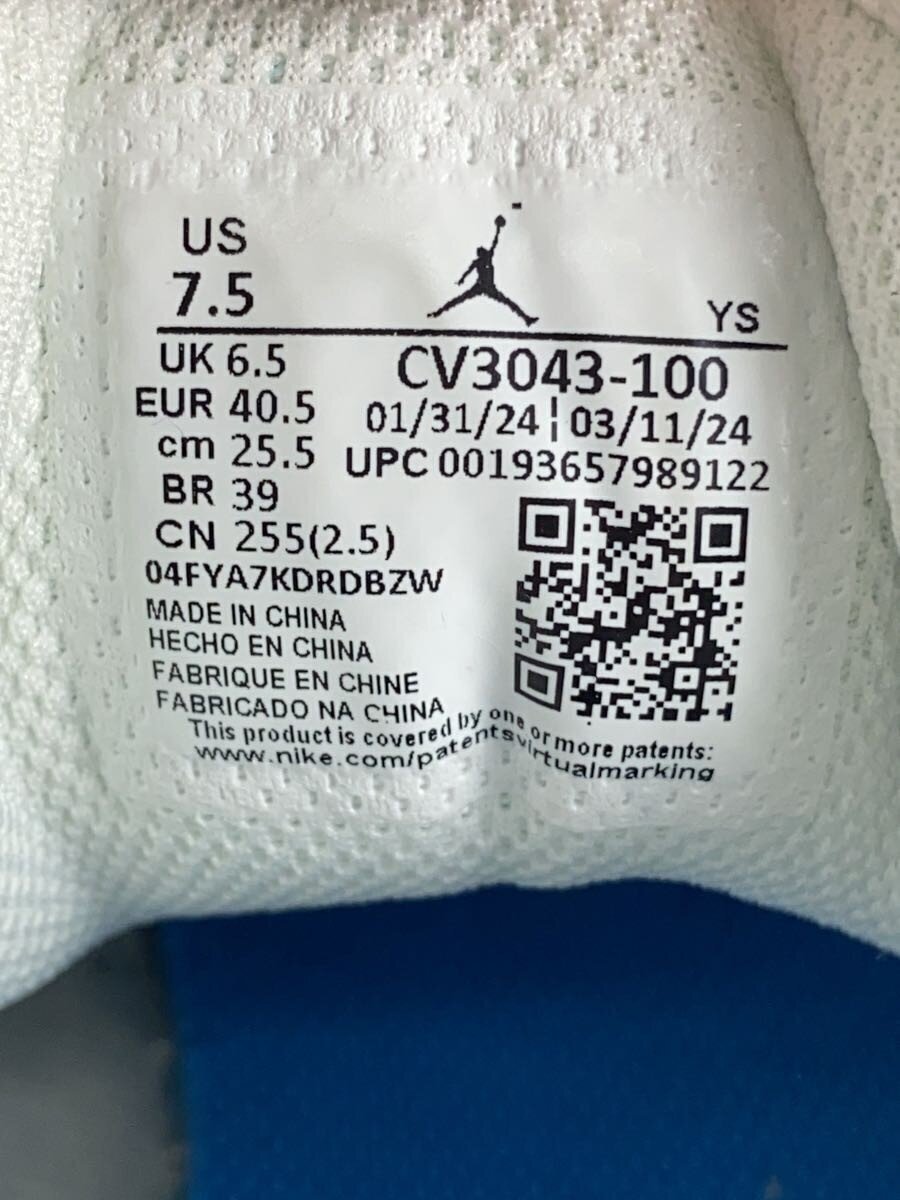 US
7.5
YS
UK 6.5
EUR 40.5
cm 25.5
BR 39
CN 255(2.5)
CV3043-100
01/31/24 ¦ 03/11/24
UPC 00193657989122
04FYA7KDRDBZW
MADE IN CHINA
HECHO EN CHINA
FABRIQUE EN CHINE
FABRICADO NA CHINA
This product is covered by one or more patents:
www.nike.com/patentsvirtualmarking